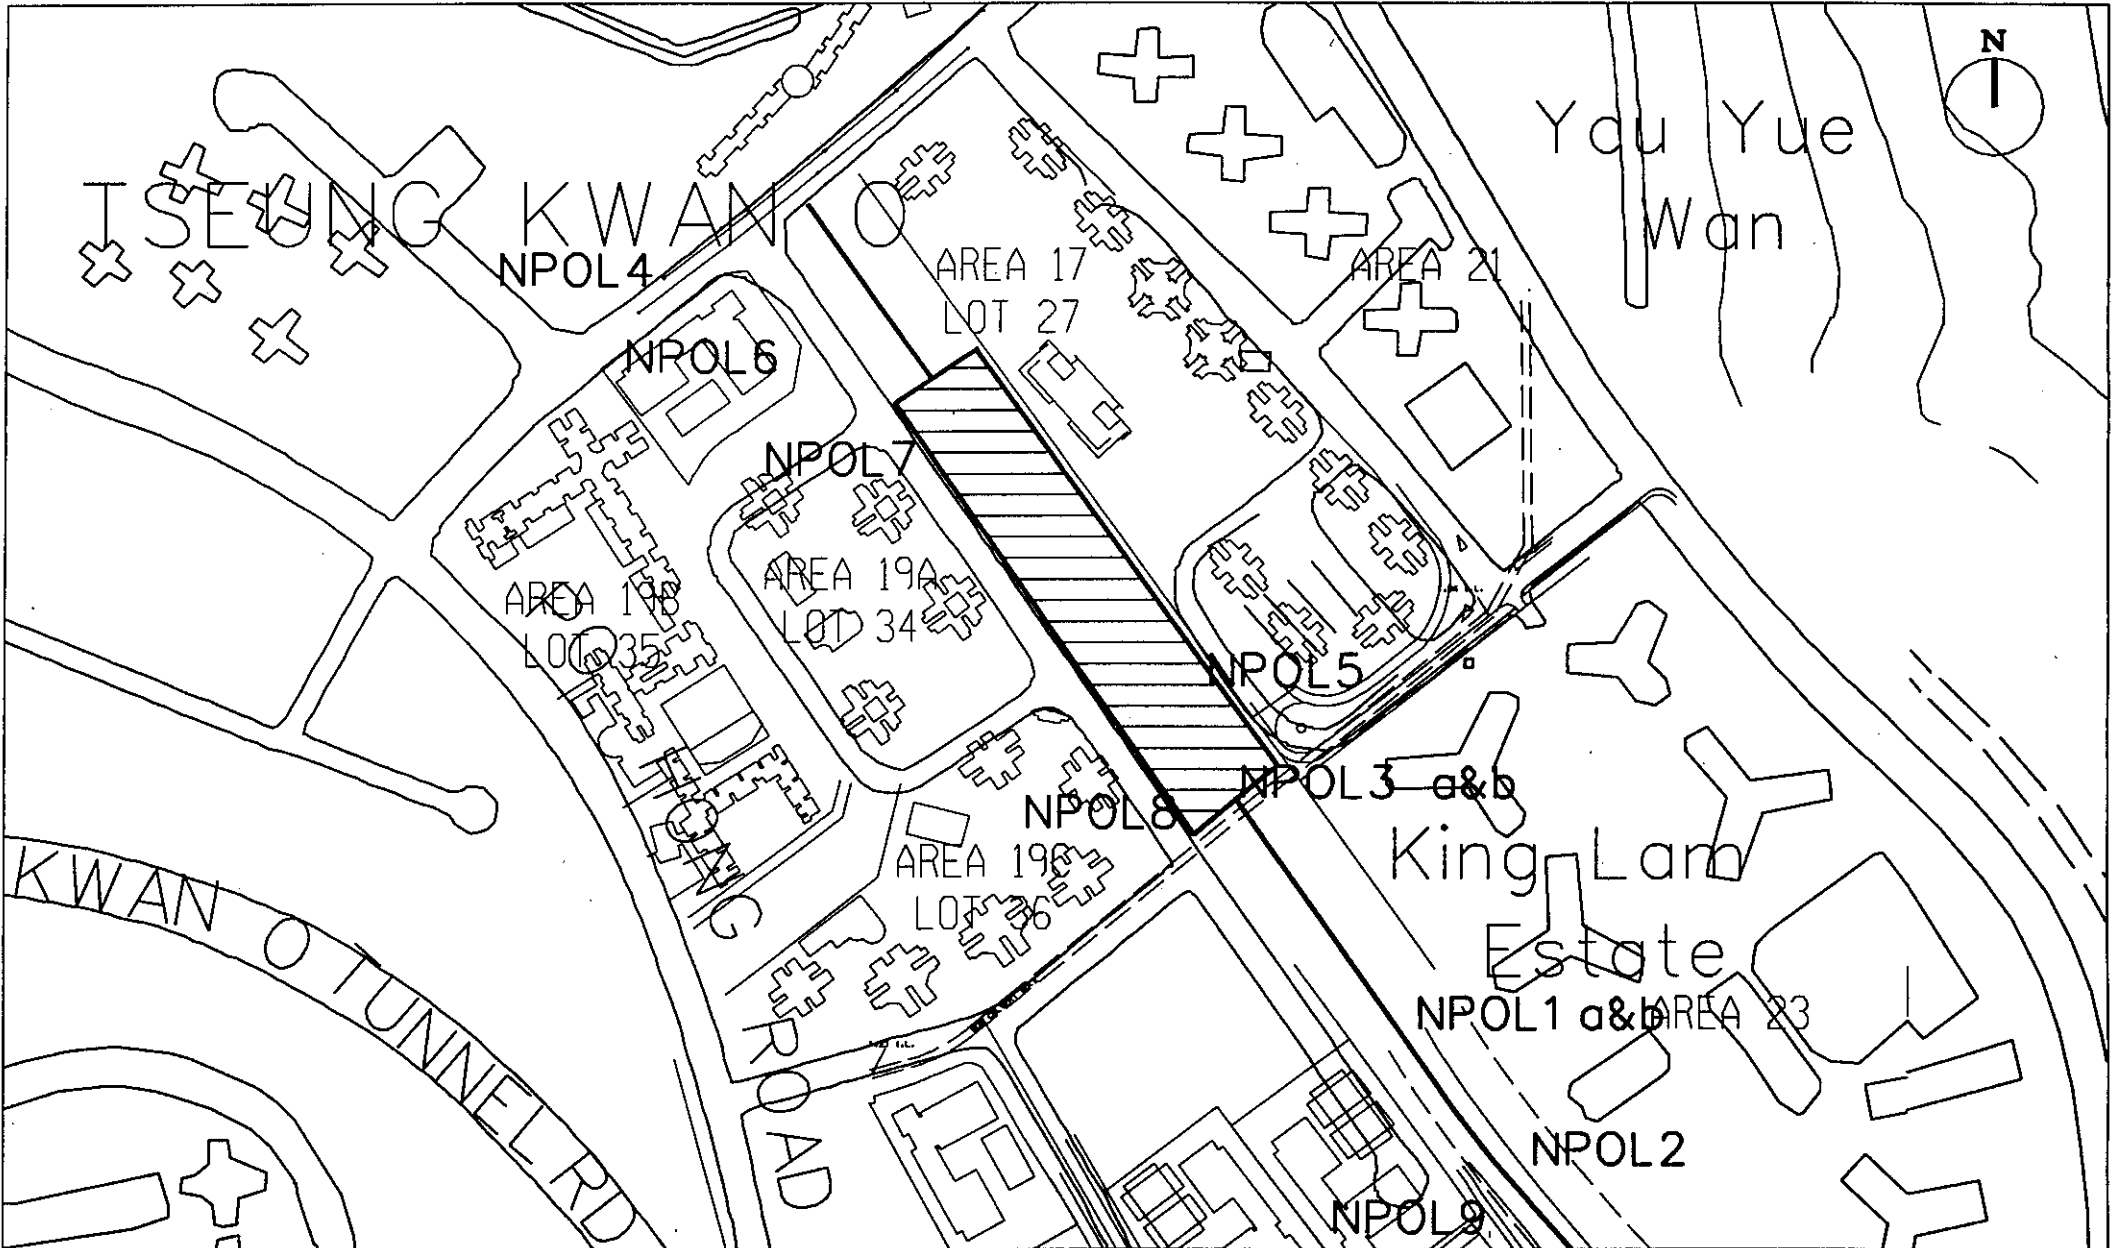 N
Yau Yue
Wan
TSEUNG KWAN O
NPOL4
AREA 17
LOT 27
AREA 21
NPOL6
NPOL7
AREA 19A
LOT 34
AREA 19B
LOT 35
NPOL5
NPOL3 a&b
NPOL8
King Lam
Estate
AREA 19C
LOT 36
KWAN O TUNNEL RD
NPOL1 a&b
AREA 23
ROAD
NPOL2
NPOL9